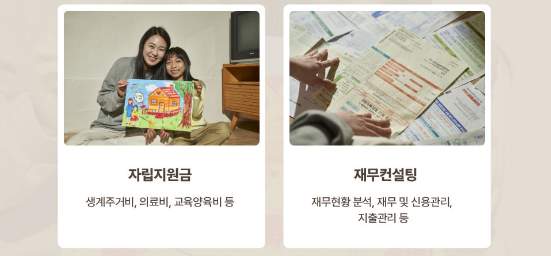 자립지원금
생계주거비, 의료비, 교육양육비 등
재무컨설팅
재무현황 분석, 재무 및 신용관리,
지출관리 등